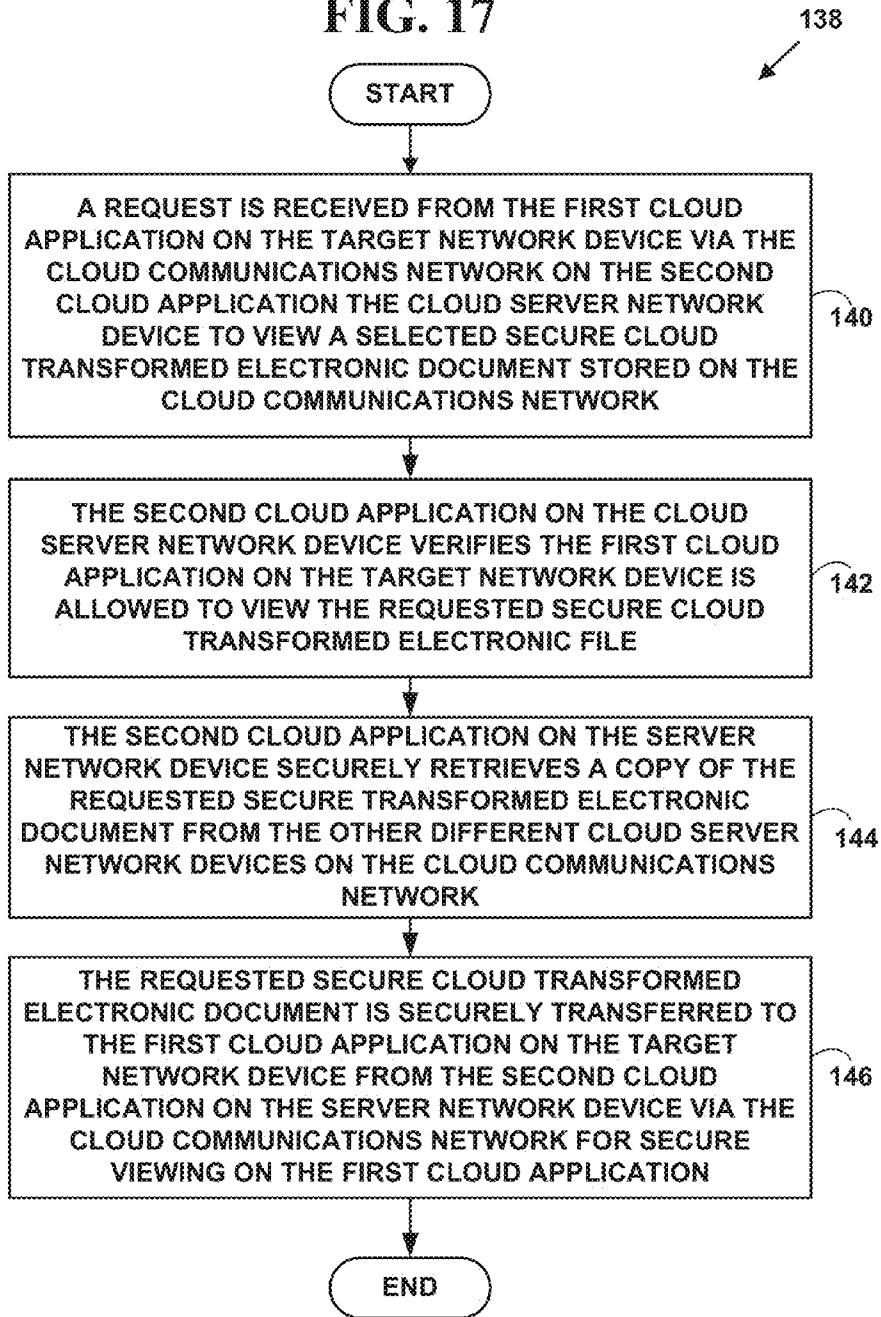 FIG. 17
138
START
A REQUEST IS RECEIVED FROM THE FIRST CLOUD
APPLICATION ON THE TARGET NETWORK DEVICE VIA THE
CLOUD COMMUNICATIONS NETWORK ON THE SECOND
CLOUD APPLICATION THE CLOUD SERVER NETWORK
DEVICE TO VIEW A SELECTED SECURE CLOUD
TRANSFORMED ELECTRONIC DOCUMENT STORED ON THE
CLOUD COMMUNICATIONS NETWORK
140
THE SECOND CLOUD APPLICATION ON THE CLOUD
SERVER NETWORK DEVICE VERIFIES THE FIRST CLOUD
APPLICATION ON THE TARGET NETWORK DEVICE IS
ALLOWED TO VIEW THE REQUESTED SECURE CLOUD
TRANSFORMED ELECTRONIC FILE
142
THE SECOND CLOUD APPLICATION ON THE SERVER
NETWORK DEVICE SECURELY RETRIEVES A COPY OF THE
REQUESTED SECURE TRANSFORMED ELECTRONIC
DOCUMENT FROM THE OTHER DIFFERENT CLOUD SERVER
NETWORK DEVICES ON THE CLOUD COMMUNICATIONS
NETWORK
144
THE REQUESTED SECURE CLOUD TRANSFORMED
ELECTRONIC DOCUMENT IS SECURELY TRANSFERRED TO
THE FIRST CLOUD APPLICATION ON THE TARGET
NETWORK DEVICE FROM THE SECOND CLOUD
APPLICATION ON THE SERVER NETWORK DEVICE VIA THE
CLOUD COMMUNICATIONS NETWORK FOR SECURE
VIEWING ON THE FIRST CLOUD APPLICATION
146
END